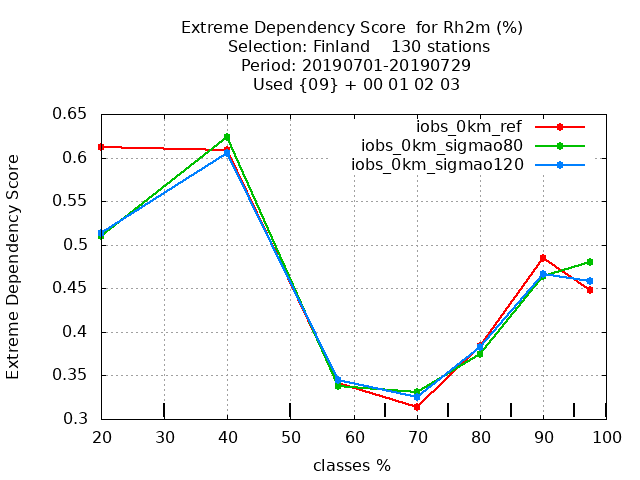 Extreme Dependency Score  for Rh2m (%)
Selection: Finland    130 stations
Period: 20190701-20190729
Used {09} + 00 01 02 03
Extreme Dependency Score
0.65
0.6
0.55
0.5
0.45
0.4
0.35
0.3
iobs_0km_ref
iobs_0km_sigmao80
iobs_0km_sigmao120
20 30 40 50 60 70 80 90 100
classes %